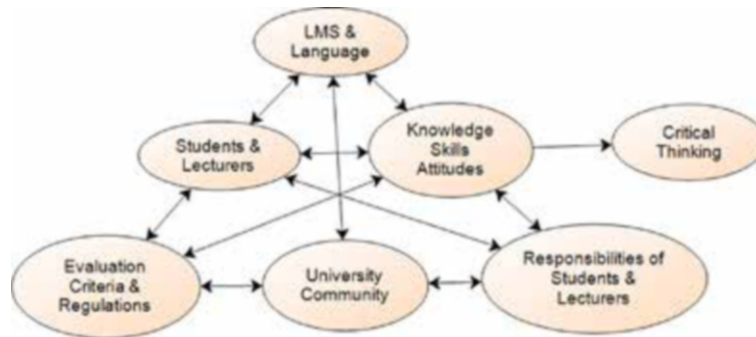 LMS &
Language
Students &
Lecturers
Knowledge
Skills
Attitudes
Critical
Thinking
Evaluation
Criteria &
Regulations
University
Community
Responsibilities of
Students &
Lecturers